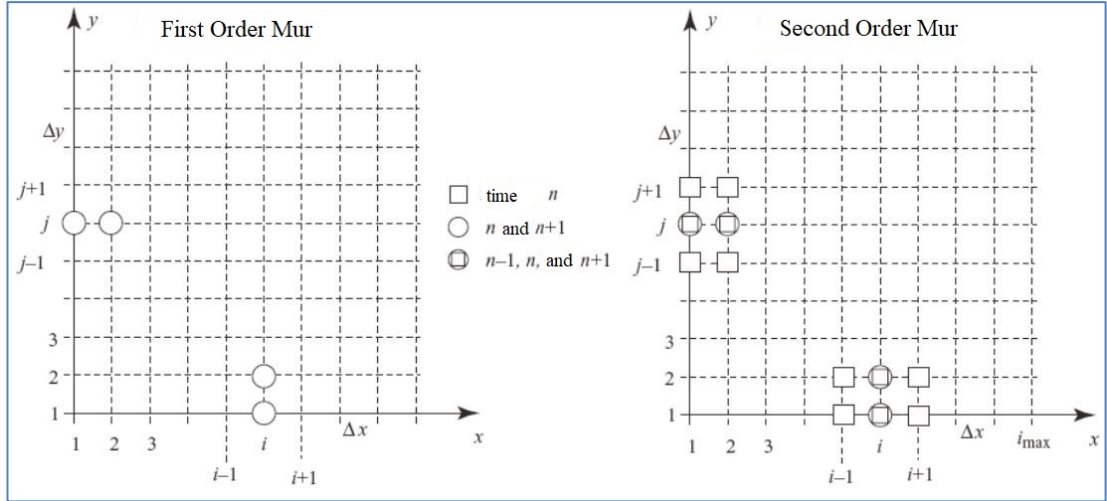 First Order Mur
y
Δy
j+1
j
j–1
3
2
1
1 2 3 i Δx x
i–1 i+1
time n
n and n+1
n–1, n, and n+1
Second Order Mur
y
Δy
j+1
j
j–1
3
2
1
1 2 3 i Δx i max x
i–1 i+1